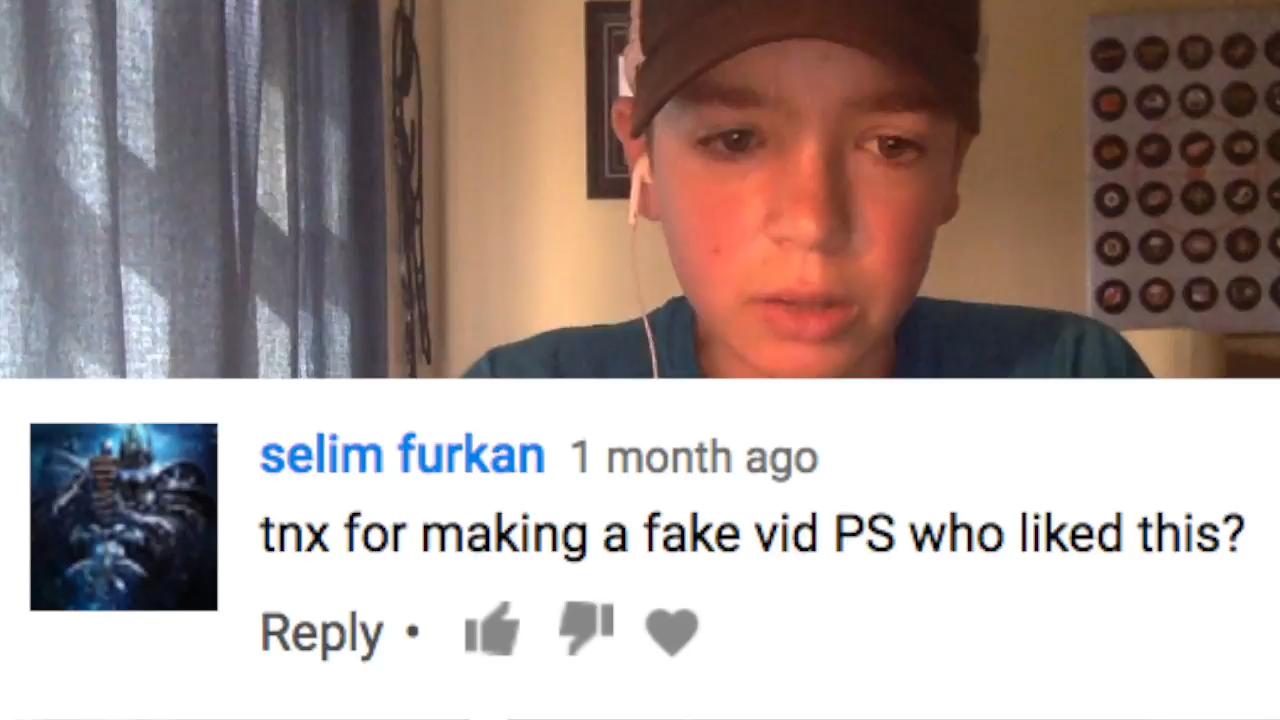 selim furkan 1 month ago
tnx for making a fake vid PS who liked this?
Reply •